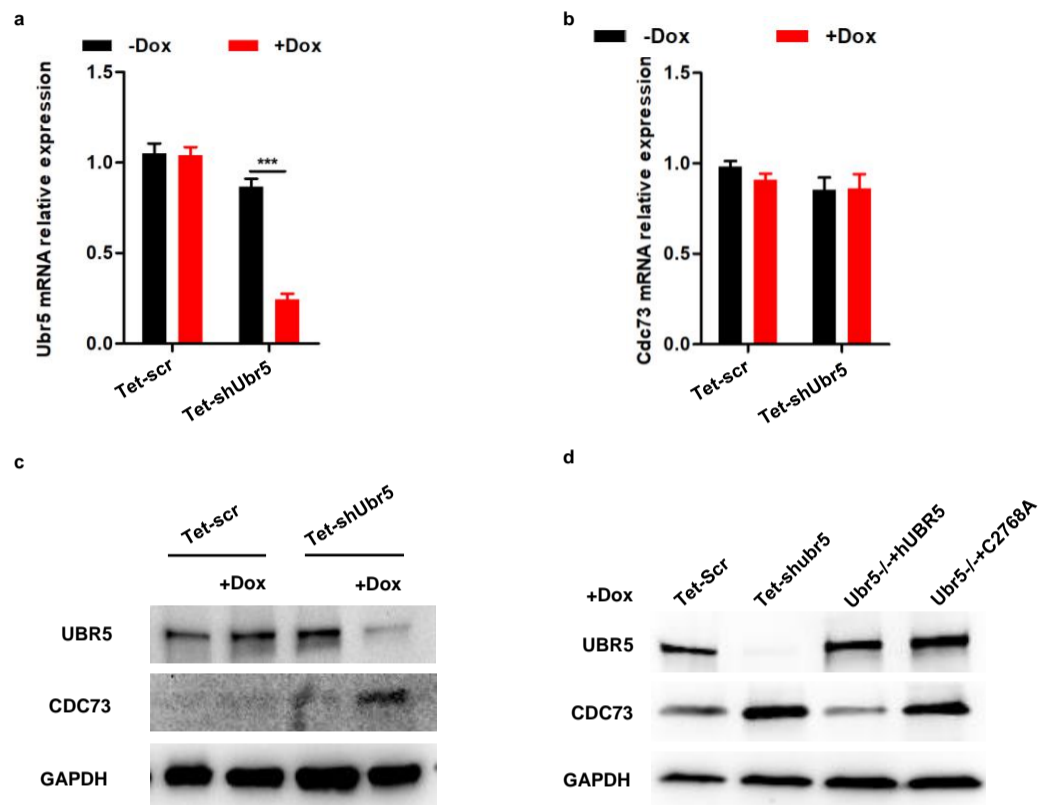 a
-Dox +Dox
Ubr5 mRNA relative expression
1.5
1.0
0.5
0.0
***
Tet-scr
Tet-shUbr5
b
-Dox +Dox
Cdc73 mRNA relative expression
1.5
1.0
0.5
0.0
Tet-scr
Tet-shUbr5
c
Tet-scr
Tet-shUbr5
+Dox +Dox
UBR5
CDC73
GAPDH
d
+Dox
Tet-Scr
Tet-shubr5
Ubr5-/-+hUBR5
Ubr5-/-+C2768A
UBR5
CDC73
GAPDH